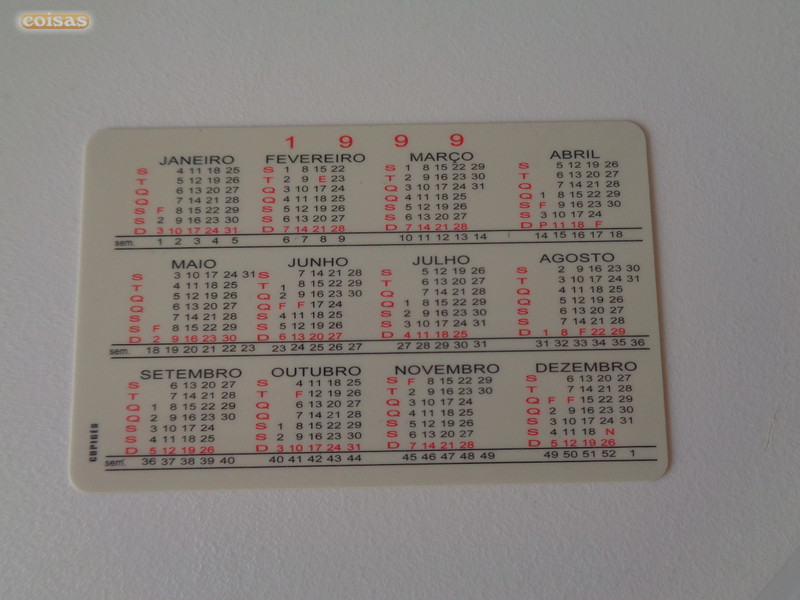 coisas
1 9 9 9
JANEIRO FEVEREIRO MARÇO ABRIL
S 4 11 18 25 S 1 8 15 22 S 1 8 15 22 29 S 5 12 19 26
T 5 12 19 26 T 2 9 E 23 T 2 9 16 23 30 T 6 13 20 27
Q 6 13 20 27 Q 3 10 17 24 Q 3 10 17 24 31 Q 7 14 21 28
Q 7 14 21 28 Q 4 11 18 25 Q 4 11 18 25 Q 1 8 15 22 29
S F 8 15 22 29 S 5 12 19 26 S 5 12 19 26 S F 9 16 23 30
S 2 9 16 23 30 S 6 13 20 27 S 6 13 20 27 S 3 10 17 24
D 3 10 17 24 31 D 7 14 21 28 D 7 14 21 28 D P 11 18 F
sem. 1 2 3 4 5 6 7 8 9 10 11 12 13 14 14 15 16 17 18
MAIO JUNHO JULHO AGOSTO
S 3 10 17 24 31 S 7 14 21 28 S 5 12 19 26 S 2 9 16 23 30
T 4 11 18 25 T 1 8 15 22 29 T 6 13 20 27 T 3 10 17 24 31
Q 5 12 19 26 Q 2 9 16 23 30 Q 7 14 21 28 Q 4 11 18 25
Q 6 13 20 27 Q F F 17 24 Q 1 8 15 22 29 Q 5 12 19 26
S 7 14 21 28 S 4 11 18 25 S 2 9 16 23 30 S 6 13 20 27
S F 8 15 22 29 S 5 12 19 26 S 3 10 17 24 31 S 7 14 21 28
D 2 9 16 23 30 D 6 13 20 27 D 4 11 18 25 D 1 8 F 22 29
sem. 18 19 20 21 22 23 23 24 25 26 27 27 28 29 30 31 31 32 33 34 35 36
SETEMBRO OUTUBRO NOVEMBRO DEZEMBRO
S 6 13 20 27 S 4 11 18 25 S F 8 15 22 29 S 6 13 20 27
T 7 14 21 28 T F 12 19 26 T 2 9 16 23 30 T 7 14 21 28
Q 1 8 15 22 29 Q 6 13 20 27 Q 3 10 17 24 Q F F 15 22 29
Q 2 9 16 23 30 Q 7 14 21 28 Q 4 11 18 25 Q 2 9 16 23 30
S 3 10 17 24 S 1 8 15 22 29 S 5 12 19 26 S 3 10 17 24 31
S 4 11 18 25 S 2 9 16 23 30 S 6 13 20 27 S 4 11 18 N
D 5 12 19 26 D 3 10 17 24 31 D 7 14 21 28 D 5 12 19 26
sem. 36 37 38 39 40 40 41 42 43 44 45 46 47 48 49 49 50 51 52 1